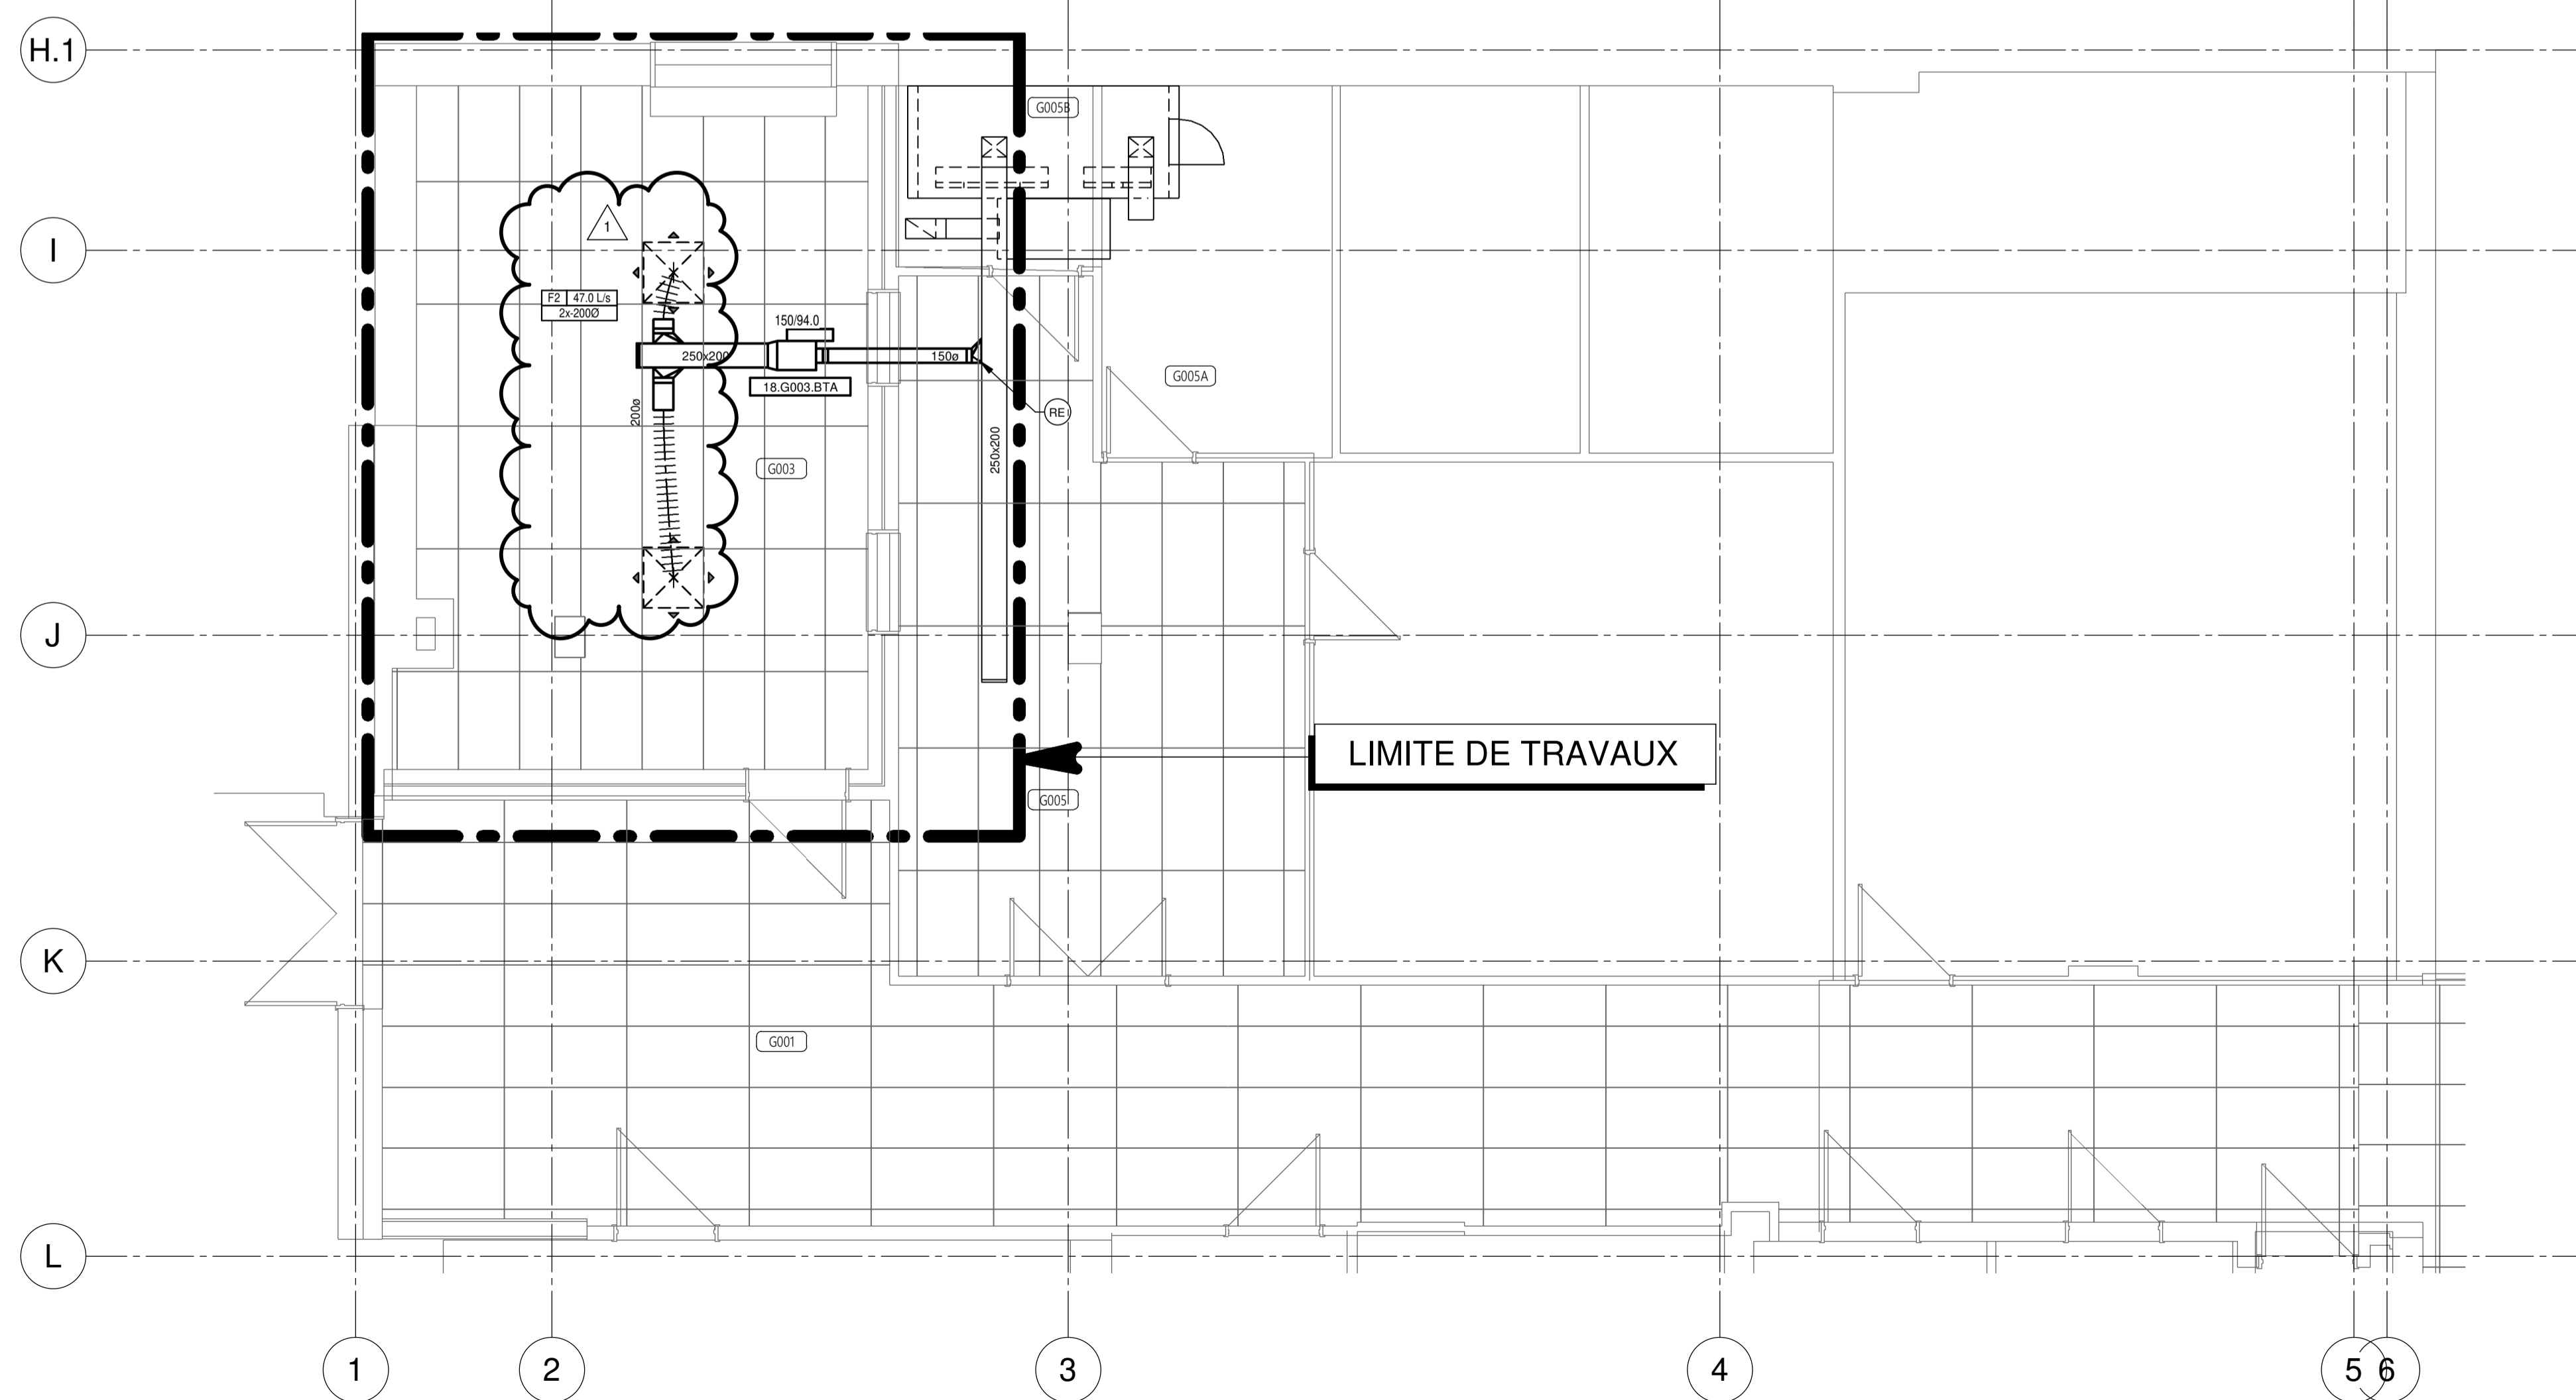 H.1
G005B
1
I
F2 47.0 L/s
2x-200Ø
150/94.0
250x200
150ø
18.G003.BTA
G005A
200ø
RE
250x200
G003
J
LIMITE DE TRAVAUX
G005
K
G001
L
1
2
3
4
5
6